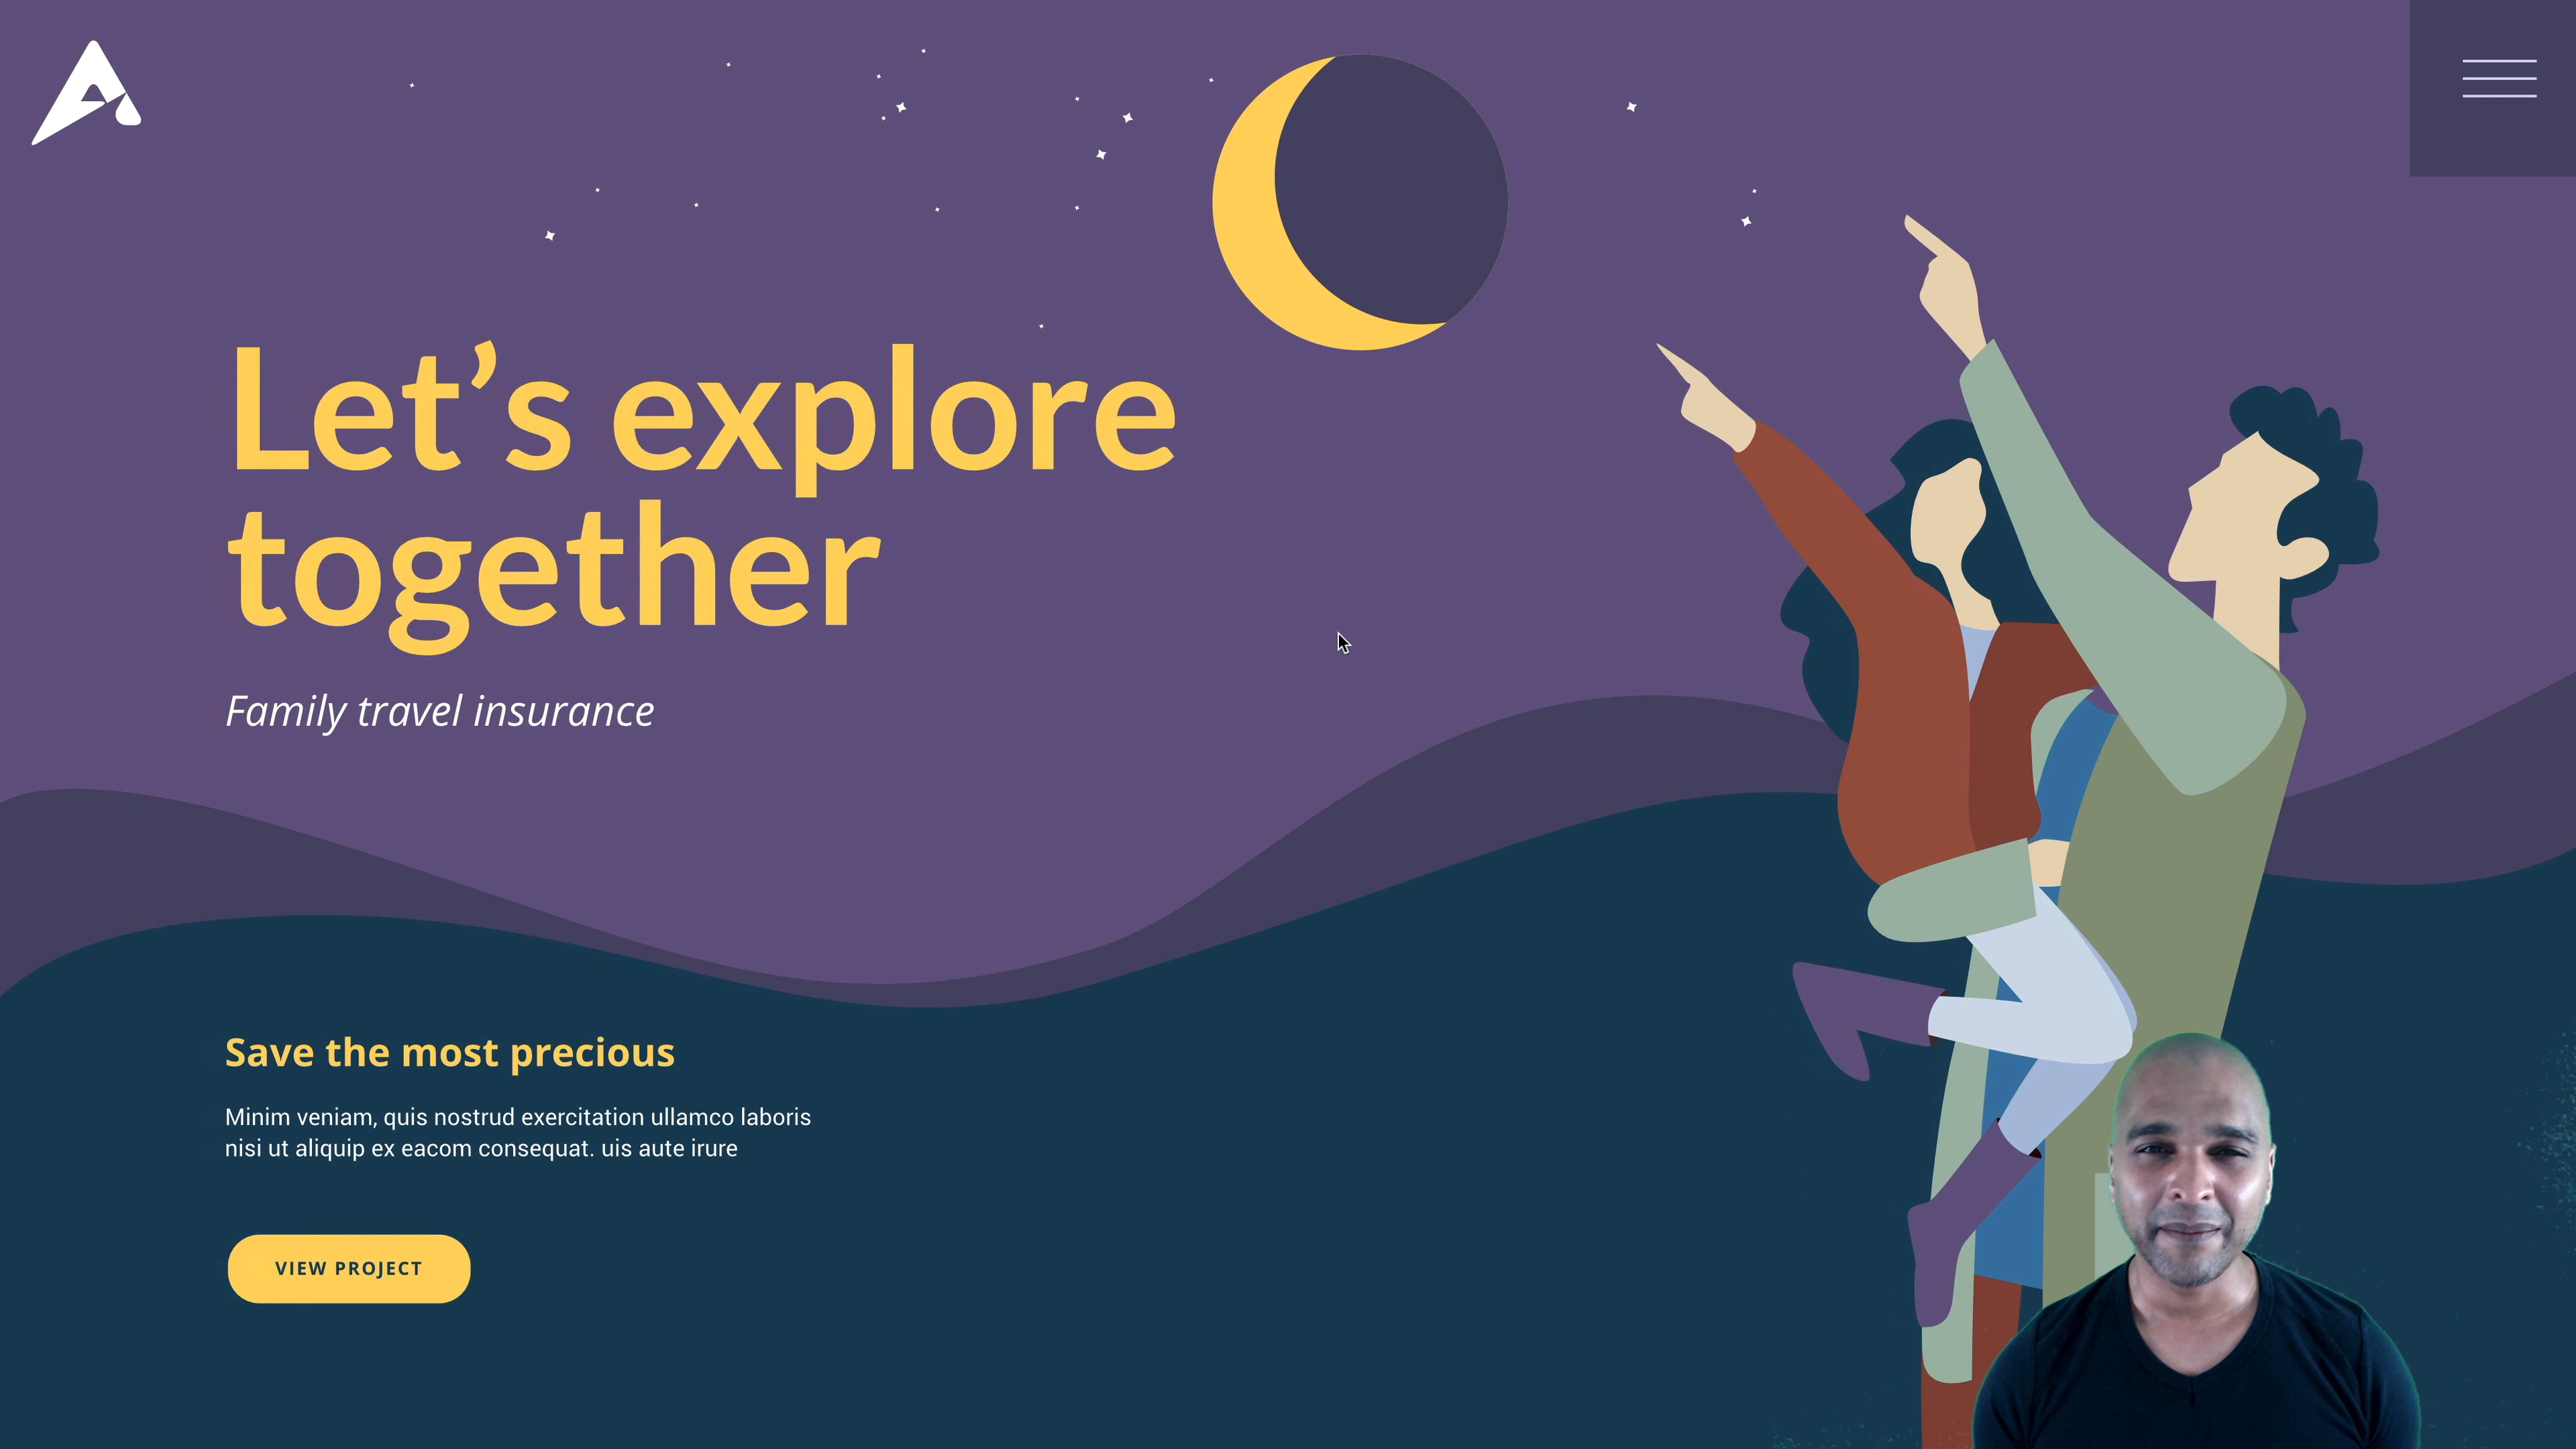 Let’s explore
together
Family travel insurance
Save the most precious
Minim veniam, quis nostrud exercitation ullamco laboris
nisi ut aliquip ex eacom consequat. uis aute irure
VIEW PROJECT